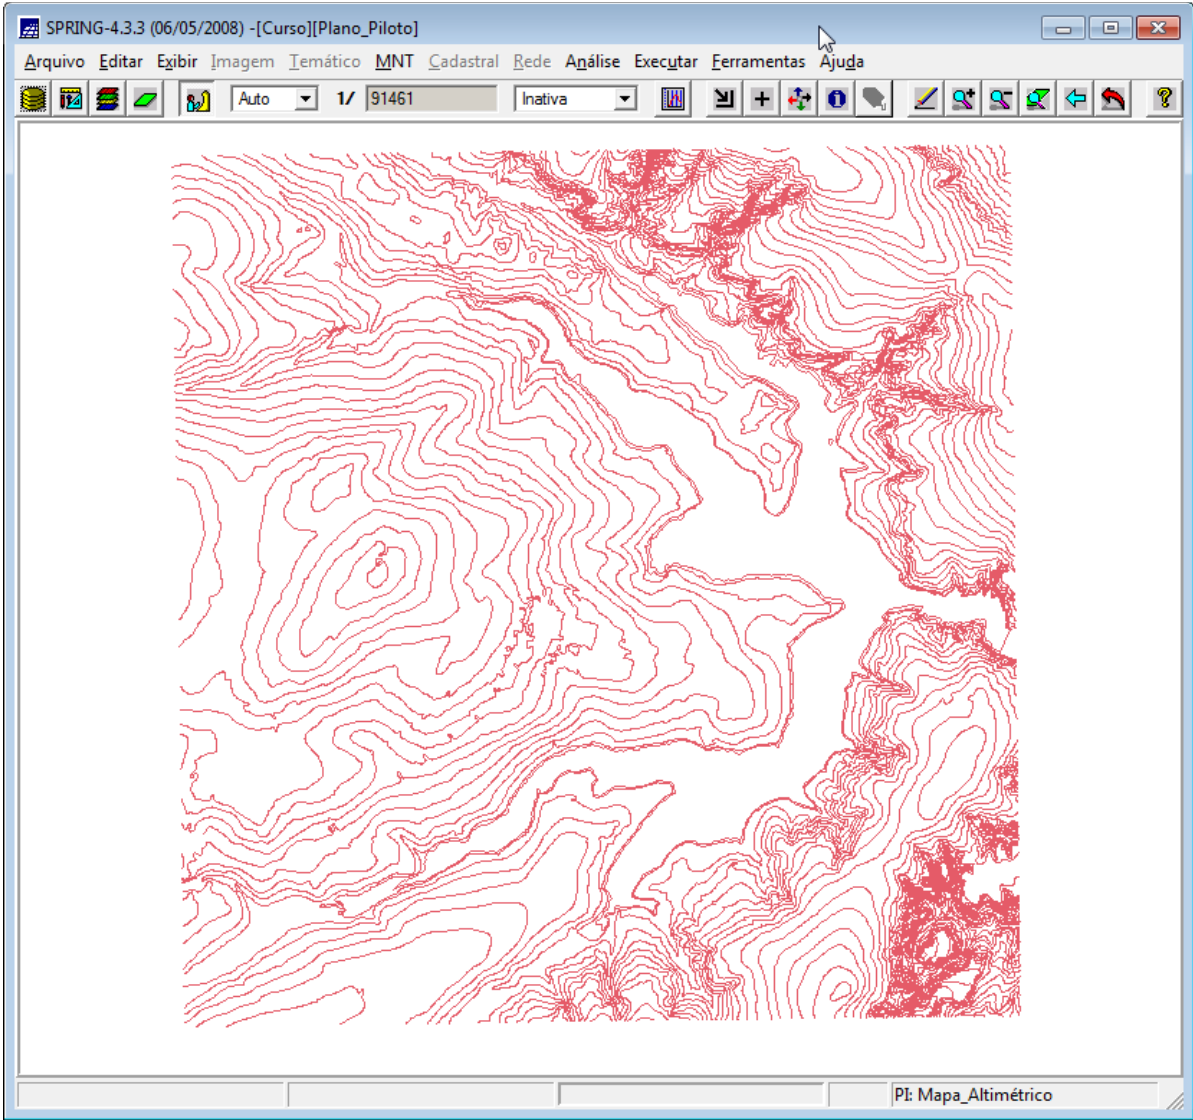 SPRING-4.3.3 (06/05/2008) -[Curso][Plano_Piloto]
Arquivo Editar Exibir Imagem Temático MNT Cadastral Rede Análise Executar Ferramentas Ajuda
Auto 1/ 91461 Inativa
PI: Mapa_Altimétrico